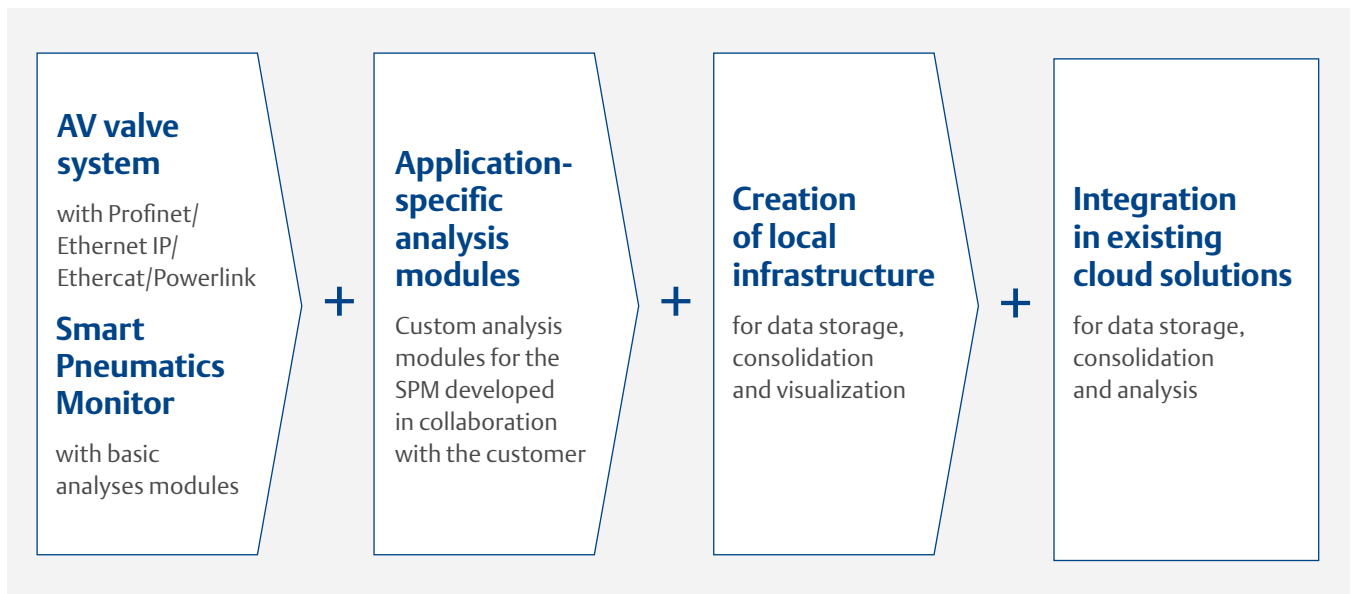 AV valve
system
with Profinet/
Ethernet IP/
Ethercat/Powerlink
Smart
Pneumatics
Monitor
with basic
analyses modules
+
Application-
specific
analysis
modules
Custom analysis
modules for the
SPM developed
in collaboration
with the customer
+
Creation
of local
infrastructure
for data storage,
consolidation
and visualization
+
Integration
in existing
cloud solutions
for data storage,
consolidation
and analysis